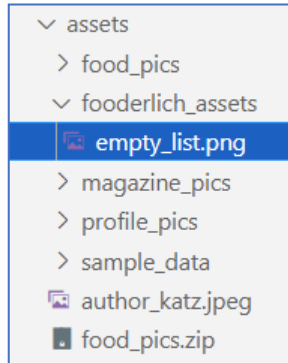 assets
food_pics
fooderlich_assets
empty_list.png
magazine_pics
profile_pics
sample_data
author_katz.jpeg
food_pics.zip